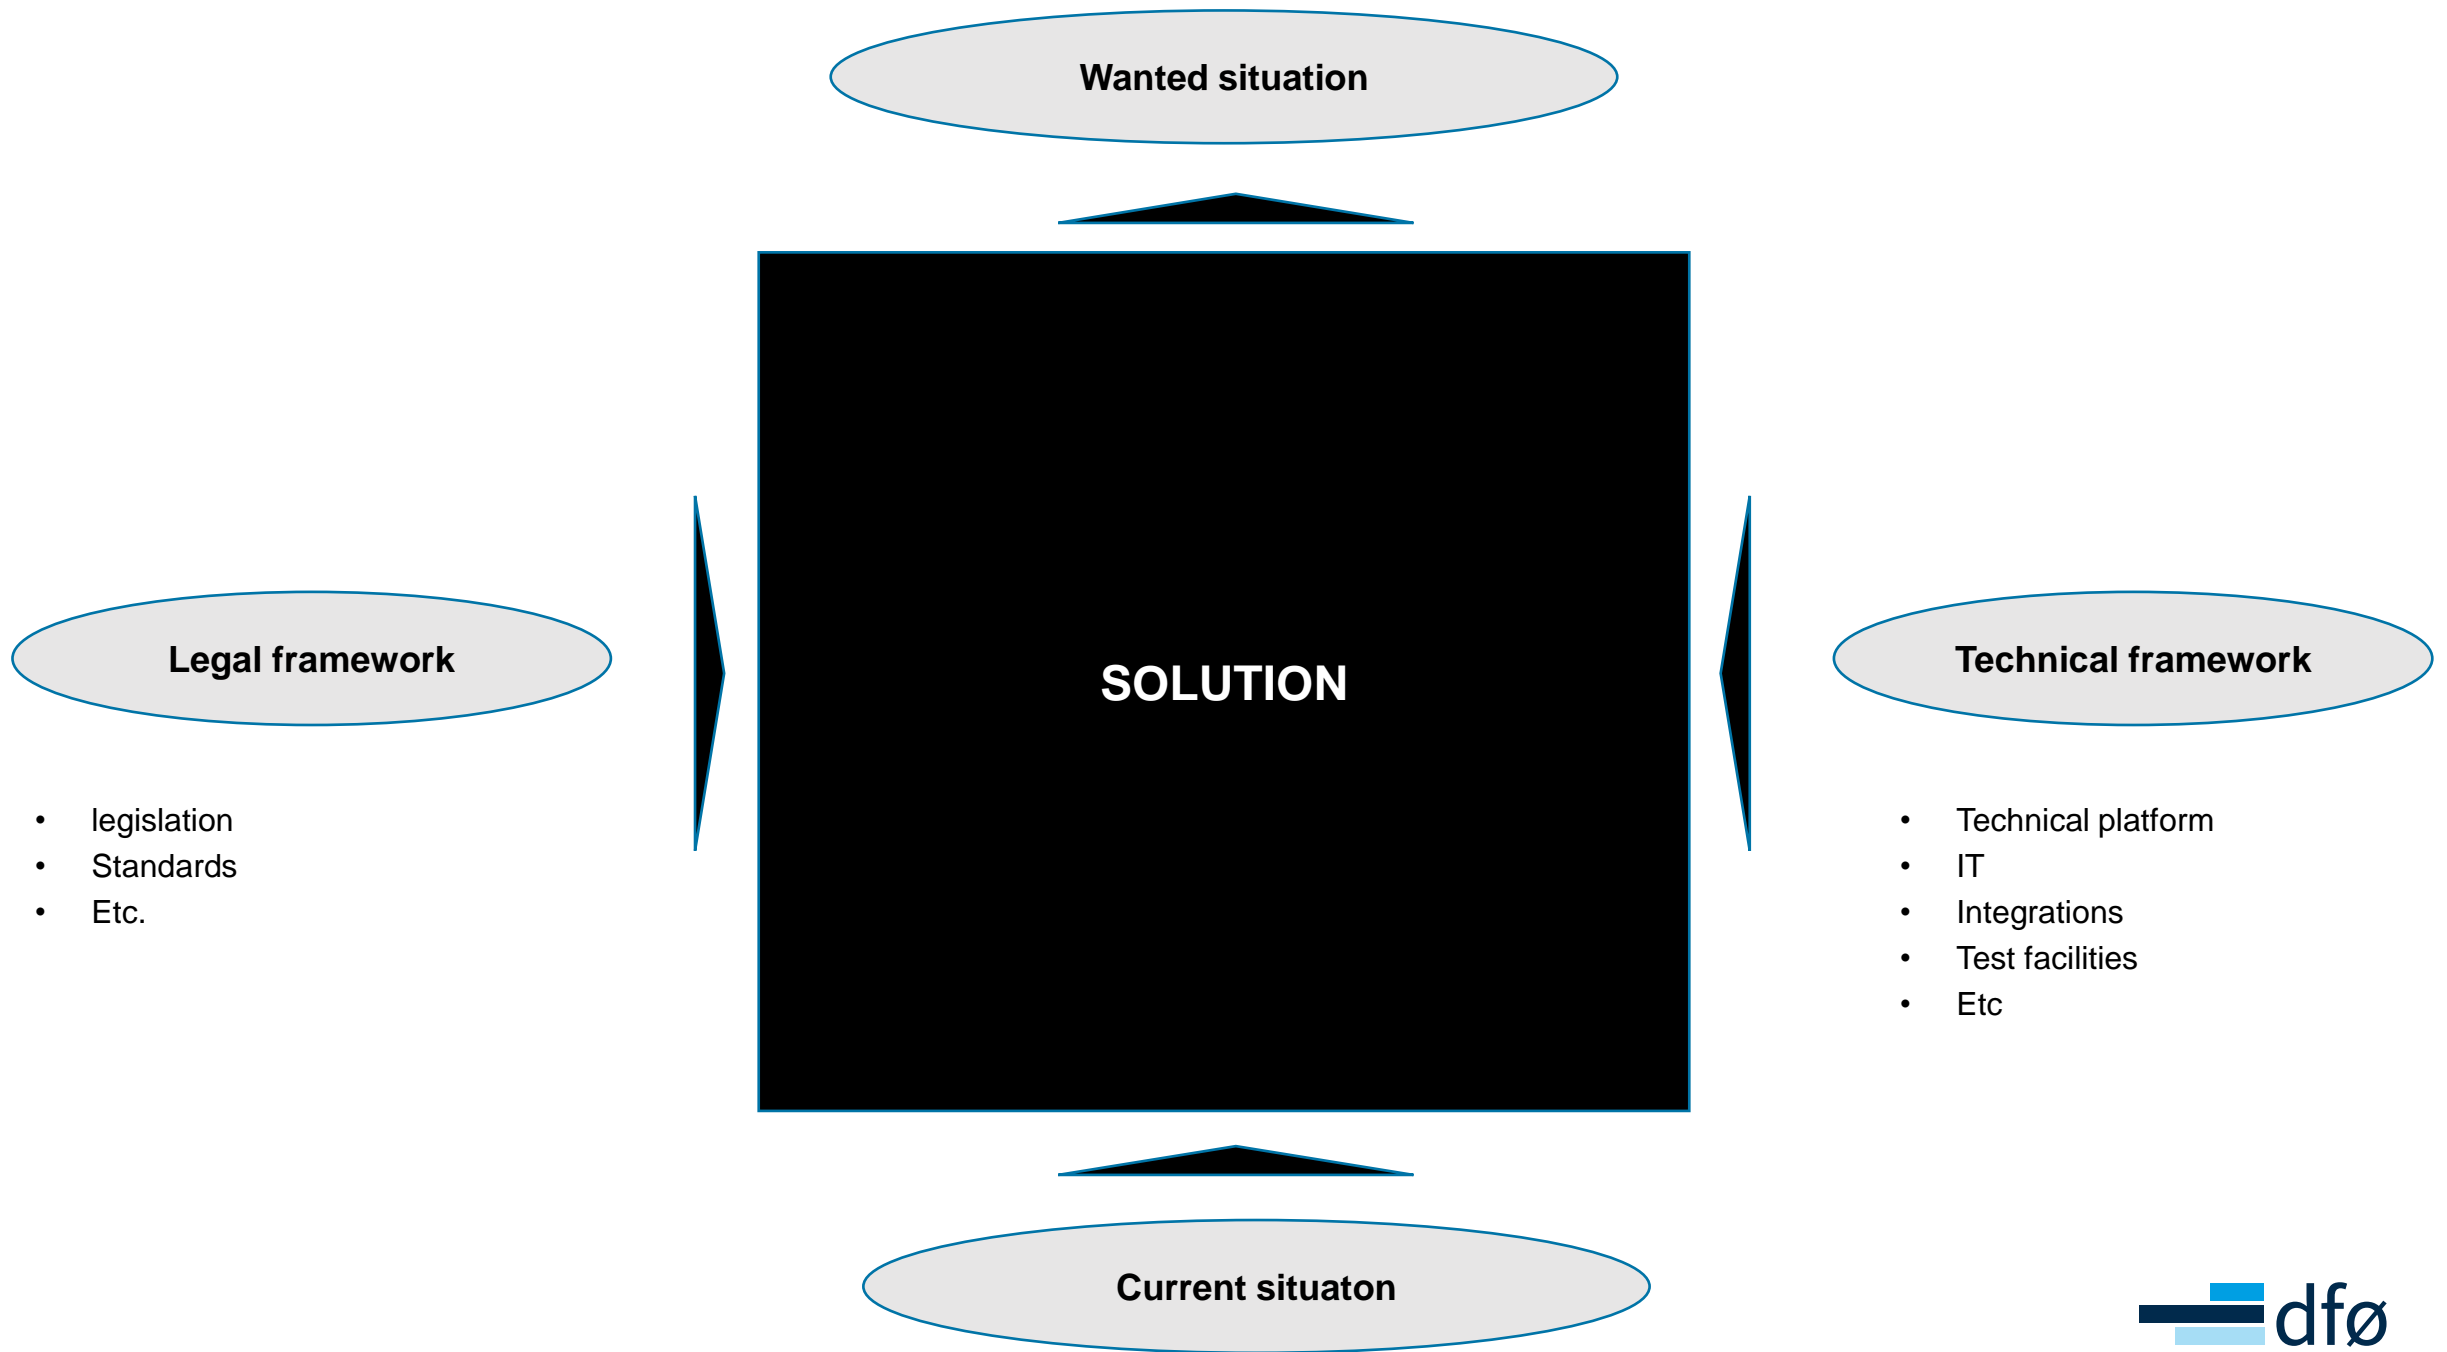 Wanted situation
SOLUTION
Legal framework
• legislation
• Standards
• Etc.
Technical framework
• Technical platform
• IT
• Integrations
• Test facilities
• Etc
Current situaton
dfø